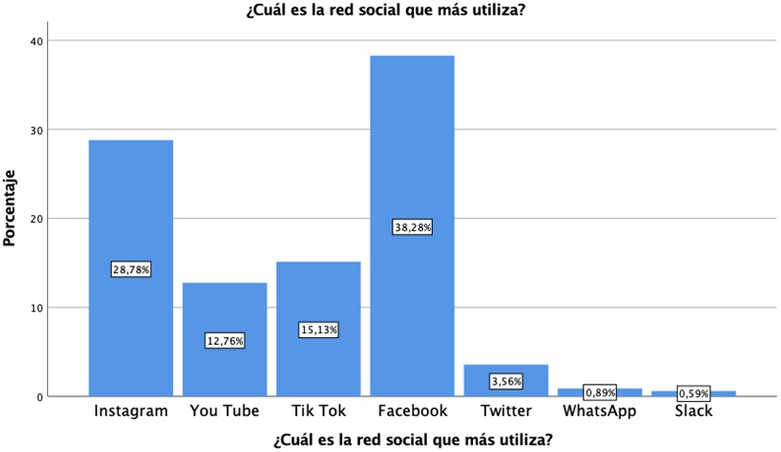 ¿Cuál es la red social que más utiliza?
Porcentaje
40
30
20
10
0
28,78%
12,76%
15,13%
38,28%
3,56%
0,89%
0,59%
Instagram
You Tube
Tik Tok
Facebook
Twitter
WhatsApp
Slack
¿Cuál es la red social que más utiliza?